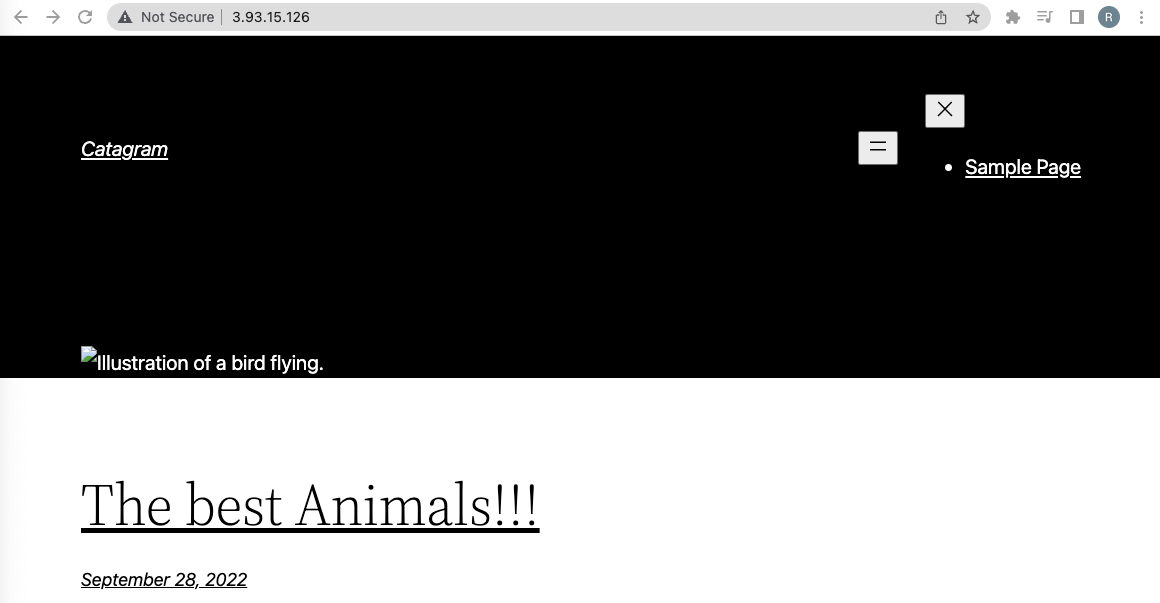 Not Secure 3.93.15.126
R
Catagram
Sample Page
Illustration of a bird flying.
The best Animals!!!
September 28, 2022